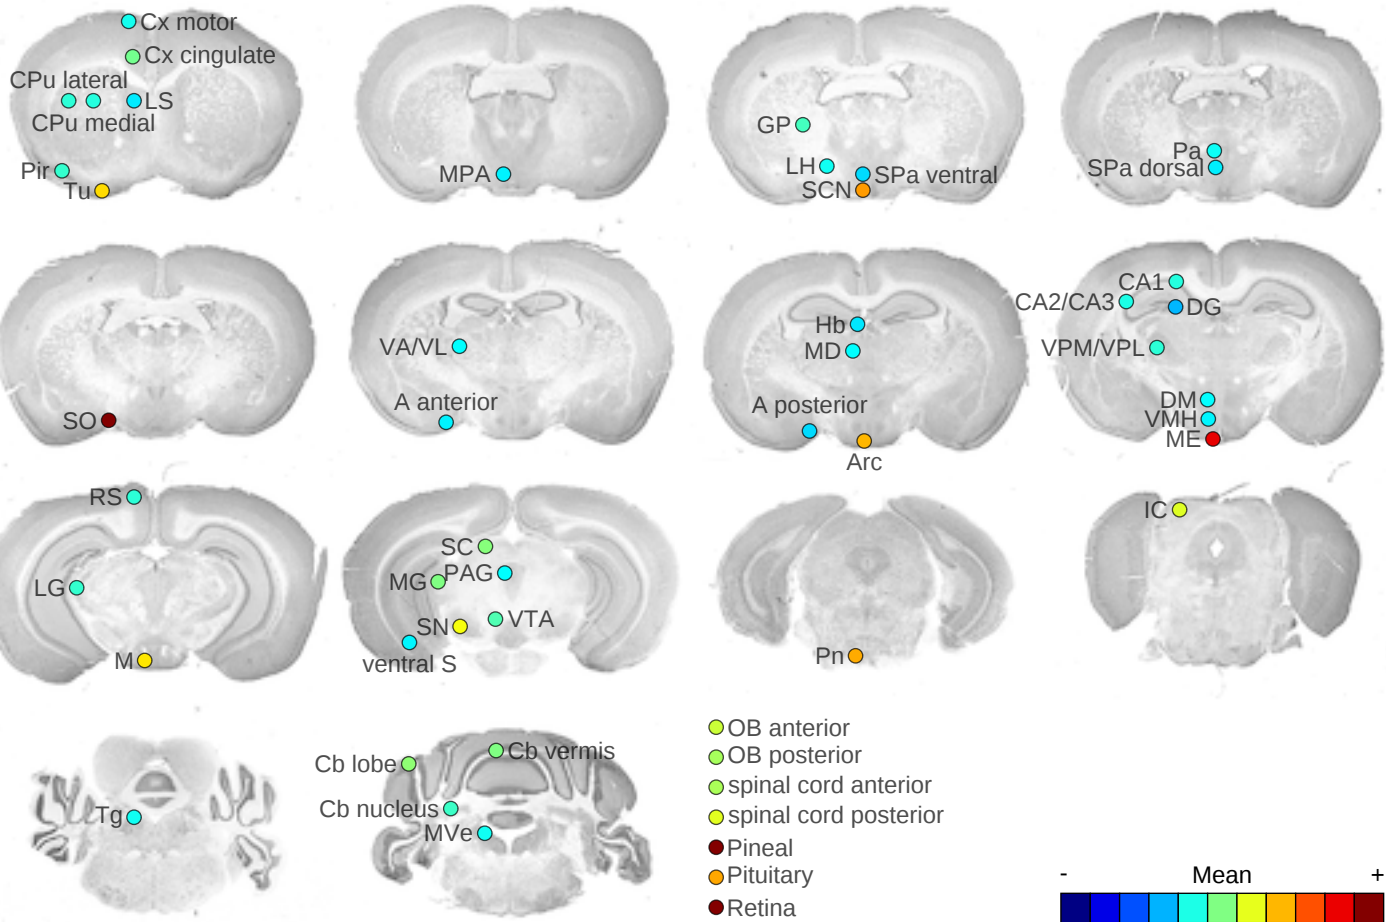 Cx motor
Cx cingulate
CPu lateral
LS
CPu medial
Pir
Tu
MPA
GP
LH
SPa ventral
SCN
Pa
SPa dorsal
SO
VA/VL
A anterior
Hb
MD
A posterior
Arc
CA1
CA2/CA3
DG
VPM/VPL
DM
VMH
ME
RS
LG
M
SC
MG
PAG
SN
VTA
ventral S
Pn
IC
Tg
Cb lobe
Cb vermis
Cb nucleus
MVe
OB anterior
OB posterior
spinal cord anterior
spinal cord posterior
Pineal
Pituitary
Retina
- Mean +